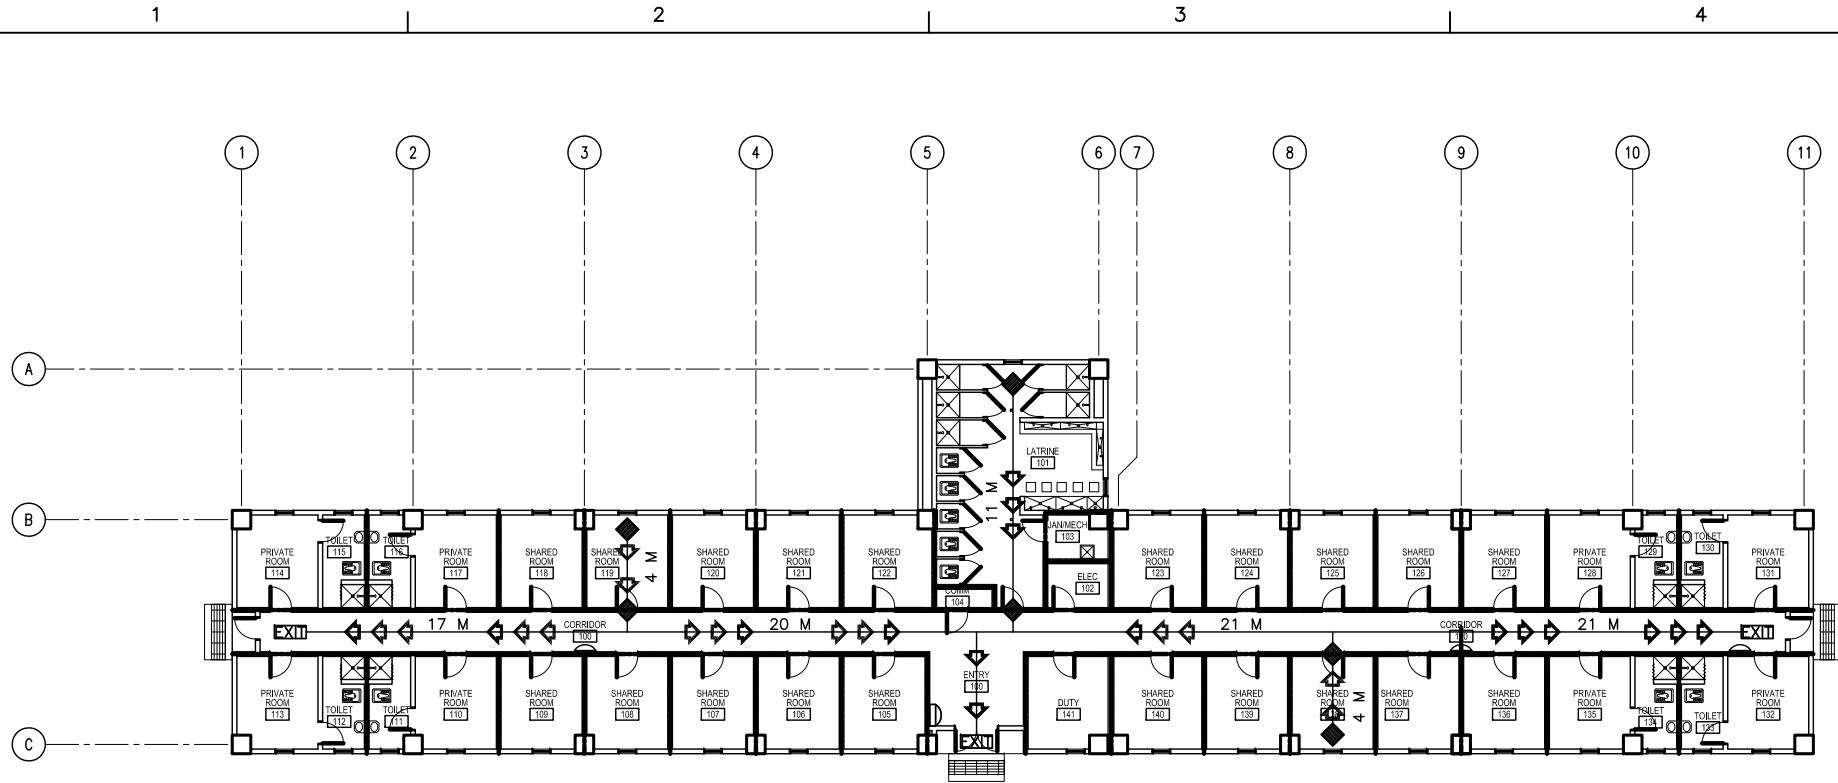 1 2 3 4
1 2 3 4 5 6 7 8 9 10 11
A
LATRINE
101
11 M
B
JAN/MECH
103
PRIVATE
ROOM
114
TOILET
115
TOILET
116
PRIVATE
ROOM
117
SHARED
ROOM
118
SHARED
ROOM
119
4 M
SHARED
ROOM
120
SHARED
ROOM
121
SHARED
ROOM
122
COMM
104
ELEC
102
SHARED
ROOM
123
SHARED
ROOM
124
SHARED
ROOM
125
SHARED
ROOM
126
SHARED
ROOM
127
PRIVATE
ROOM
128
TOILET
129
TOILET
130
PRIVATE
ROOM
131
EXIT
17 M
CORRIDOR
100
20 M
21 M
CORRIDOR
21 M
EXIT
ENTRY
100
PRIVATE
ROOM
113
TOILET
112
TOILET
111
PRIVATE
ROOM
110
SHARED
ROOM
109
SHARED
ROOM
108
SHARED
ROOM
107
SHARED
ROOM
106
SHARED
ROOM
105
DUTY
141
SHARED
ROOM
140
SHARED
ROOM
139
SHARED
ROOM
4 M
SHARED
ROOM
137
SHARED
ROOM
136
PRIVATE
ROOM
135
TOILET
134
TOILET
133
PRIVATE
ROOM
132
C
EXIT